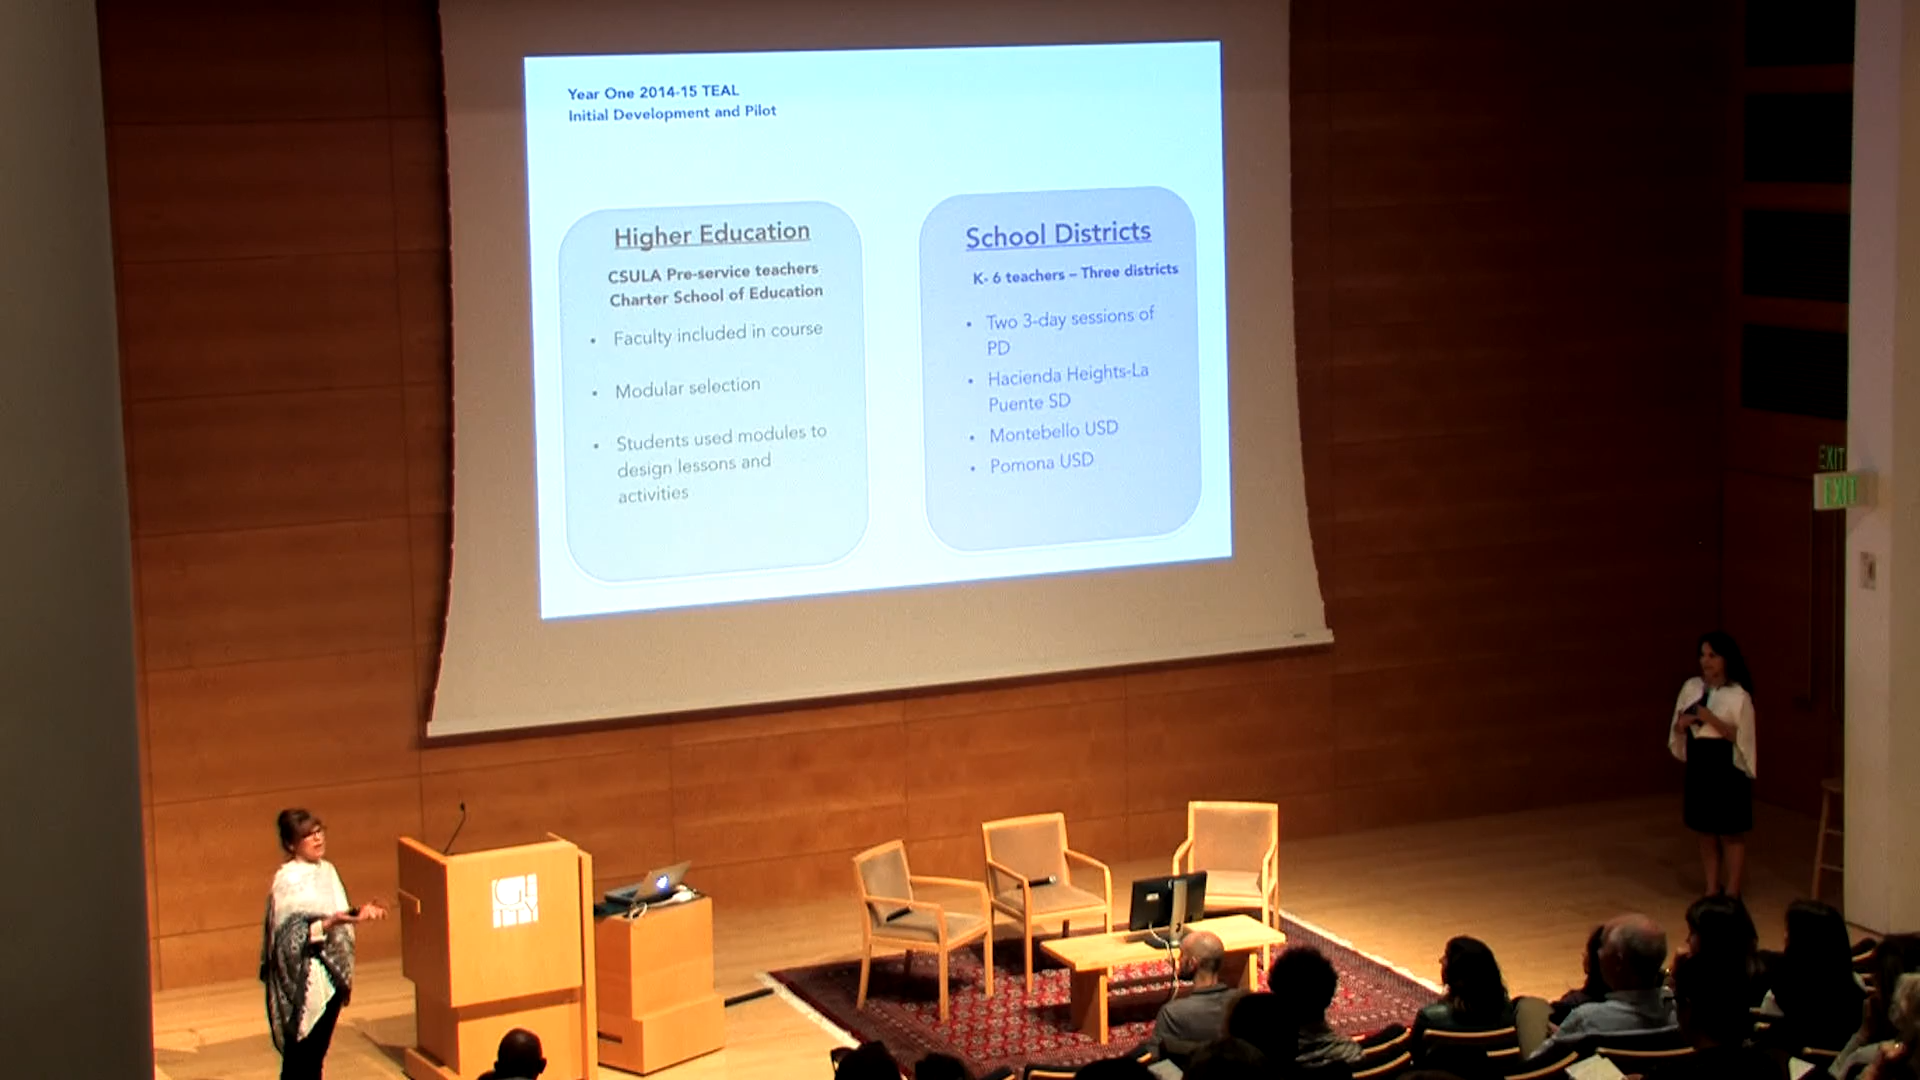 Year One 2014-15 TEAL
Initial Development and Pilot
Higher Education
CSULA Pre-service teachers
Charter School of Education
• Faculty included in course
• Modular selection
• Students used modules to
design lessons and
activities
School Districts
K- 6 teachers – Three districts
• Two 3-day sessions of
PD
• Hacienda Heights-La
Puente SD
• Montebello USD
• Pomona USD
EXIT
EXIT